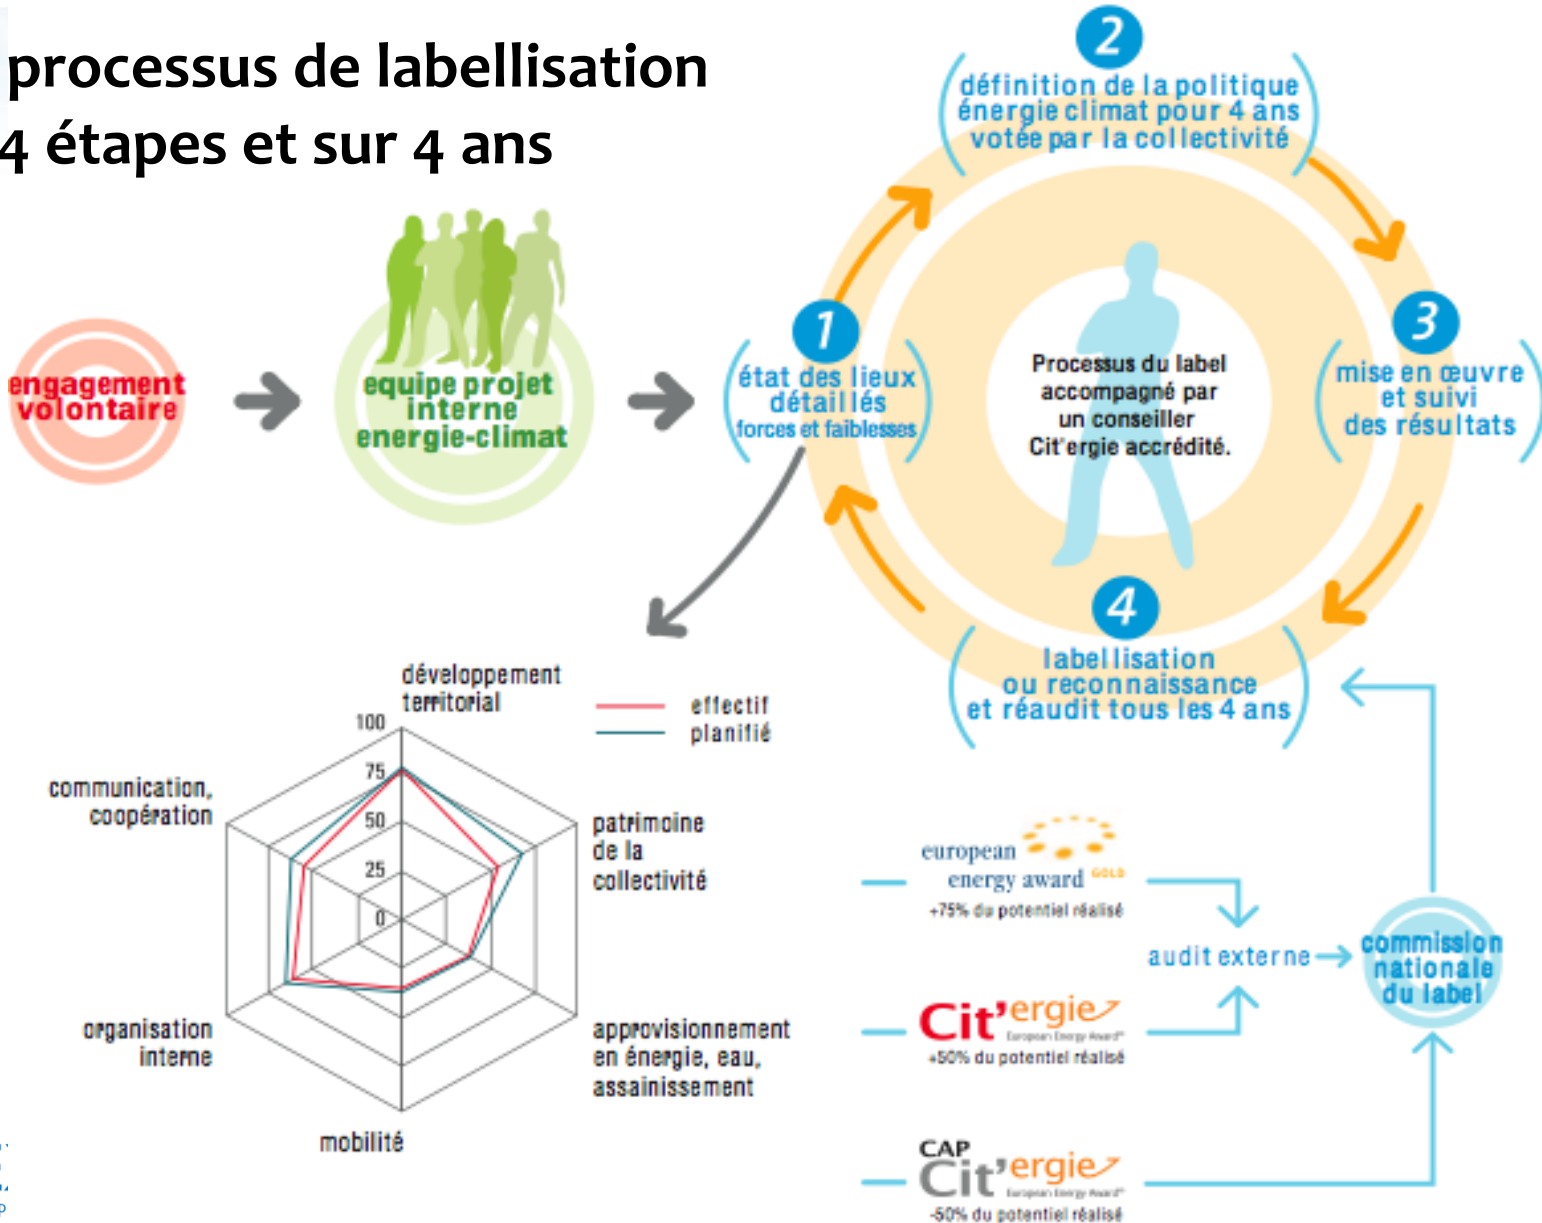 processus de labellisation
4 étapes et sur 4 ans
engagement
volontaire
equipe projet
interne
energie-climat
1
état des lieux
détaillés
forces et faiblesses
2
définition de la politique
énergie climat pour 4 ans
votée par la collectivité
3
mise en œuvre
et suivi
des résultats
4
labellisation
ou reconnaissance
et réaudit tous les 4 ans
Processus du label
accompagné par
un conseiller
Cit'ergie accrédité.
développement
territorial
effectif
planifié
100
75
50
25
0
communication,
coopération
patrimoine
de la
collectivité
organisation
interne
approvisionnement
en énergie, eau,
assainissement
mobilité
european
energy award GOLD
+75% du potentiel réalisé
audit externe
commission
nationale
du label
Cit'ergie
European Energy Award
+50% du potentiel réalisé
CAP
Cit'ergie
European Energy Award
-50% du potentiel réalisé